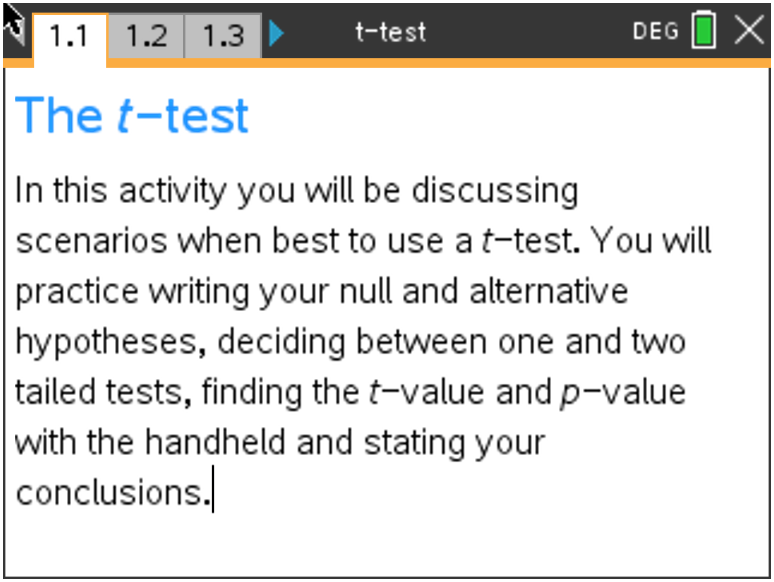 1.1 1.2 1.3 t-test DEG
The t-test
In this activity you will be discussing
scenarios when best to use a t-test. You will
practice writing your null and alternative
hypotheses, deciding between one and two
tailed tests, finding the t-value and p-value
with the handheld and stating your
conclusions.